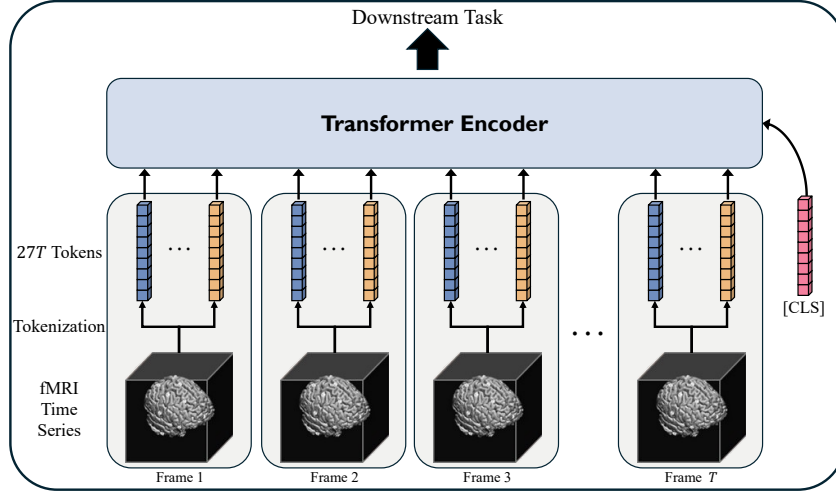 Downstream Task
Transformer Encoder
27T Tokens
... ... ... ...
[CLS]
Tokenization
...
fMRI
Time
Series
Frame 1 Frame 2 Frame 3 Frame T